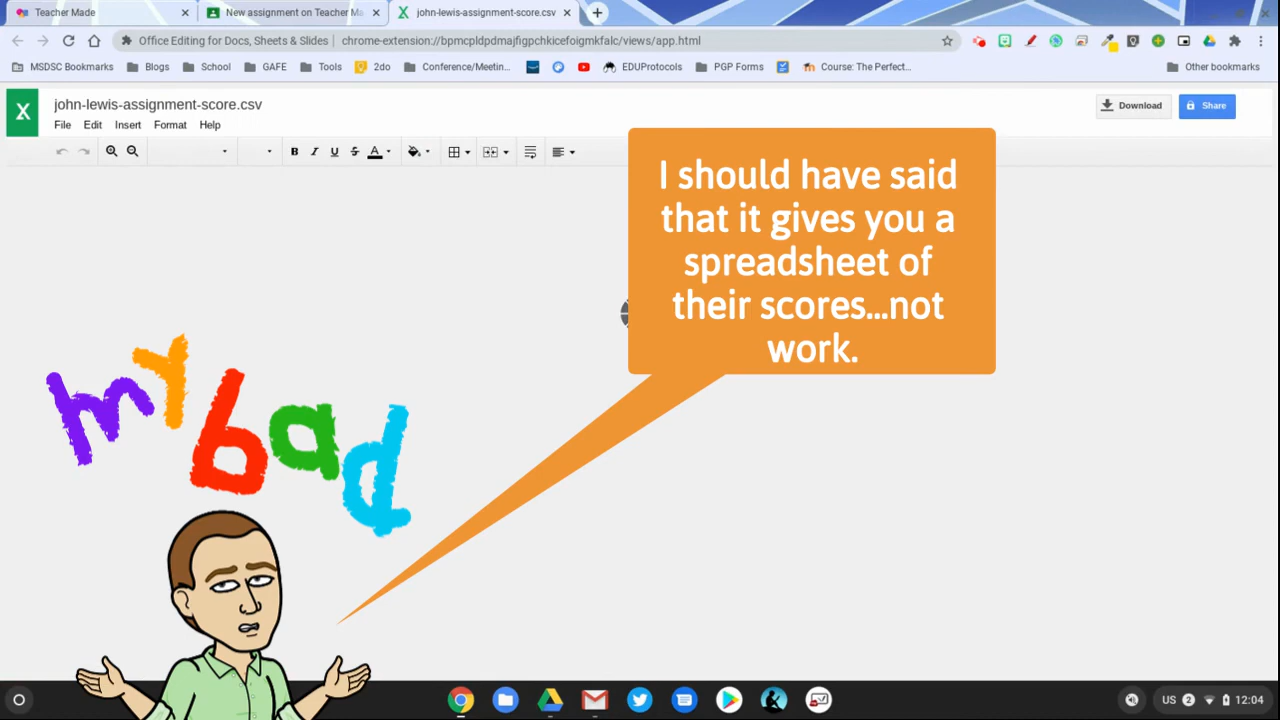 Teacher Made
New assignment on Teacher Ma
john-lewis-assignment-score.csv
Office Editing for Docs, Sheets & Slides
chrome-extension://bpmcpldpdmajfigpchkicefoigmkfalc/views/app.html
MSDSC Bookmarks
Blogs
School
GAFE
Tools
2do
Conference/Meetin...
EDUProtocols
PGP Forms
Course: The Perfect...
Other bookmarks
X
john-lewis-assignment-score.csv
File Edit Insert Format Help
Download
Share
B I U S A
I should have said
that it gives you a
spreadsheet of
their scores...not
work.
my bad
US 2 12:04